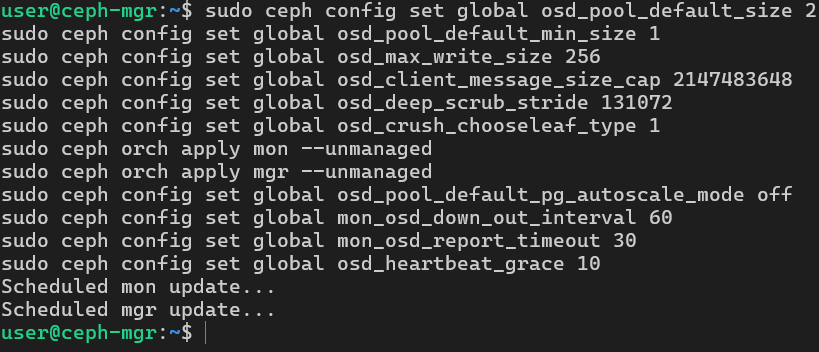 user@ceph-mgr:~$ sudo ceph config set global osd_pool_default_size 2
sudo ceph config set global osd_pool_default_min_size 1
sudo ceph config set global osd_max_write_size 256
sudo ceph config set global osd_client_message_size_cap 2147483648
sudo ceph config set global osd_deep_scrub_stride 131072
sudo ceph config set global osd_crush_chooseleaf_type 1
sudo ceph orch apply mon --unmanaged
sudo ceph orch apply mgr --unmanaged
sudo ceph config set global osd_pool_default_pg_autoscale_mode off
sudo ceph config set global mon_osd_down_out_interval 60
sudo ceph config set global mon_osd_report_timeout 30
sudo ceph config set global osd_heartbeat_grace 10
Scheduled mon update...
Scheduled mgr update...
user@ceph-mgr:~$